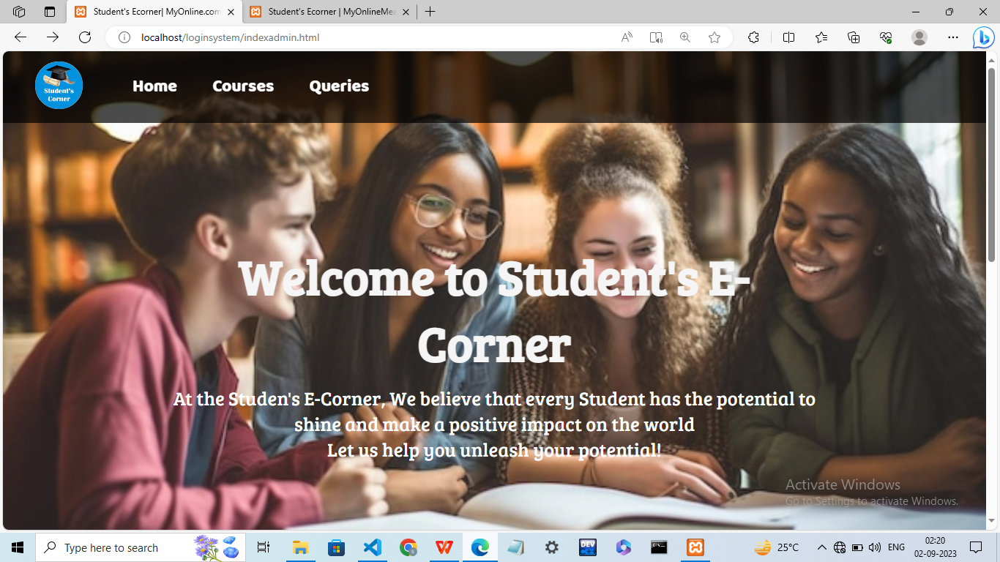 Student's Ecorner| MyOnline.com
Student's Ecorner | MyOnlineMea
localhost/loginsystem/indexadmin.html
Student's
Corner
Home
Courses
Queries
Welcome to Student's E-
Corner
At the Studen's E-Corner, We believe that every Student has the potential to
shine and make a positive impact on the world
Let us help you unleash your potential!
Activate Windows
Go to Settings to activate Windows.
Type here to search
DEV
25°C
ENG
02:20
02-09-2023